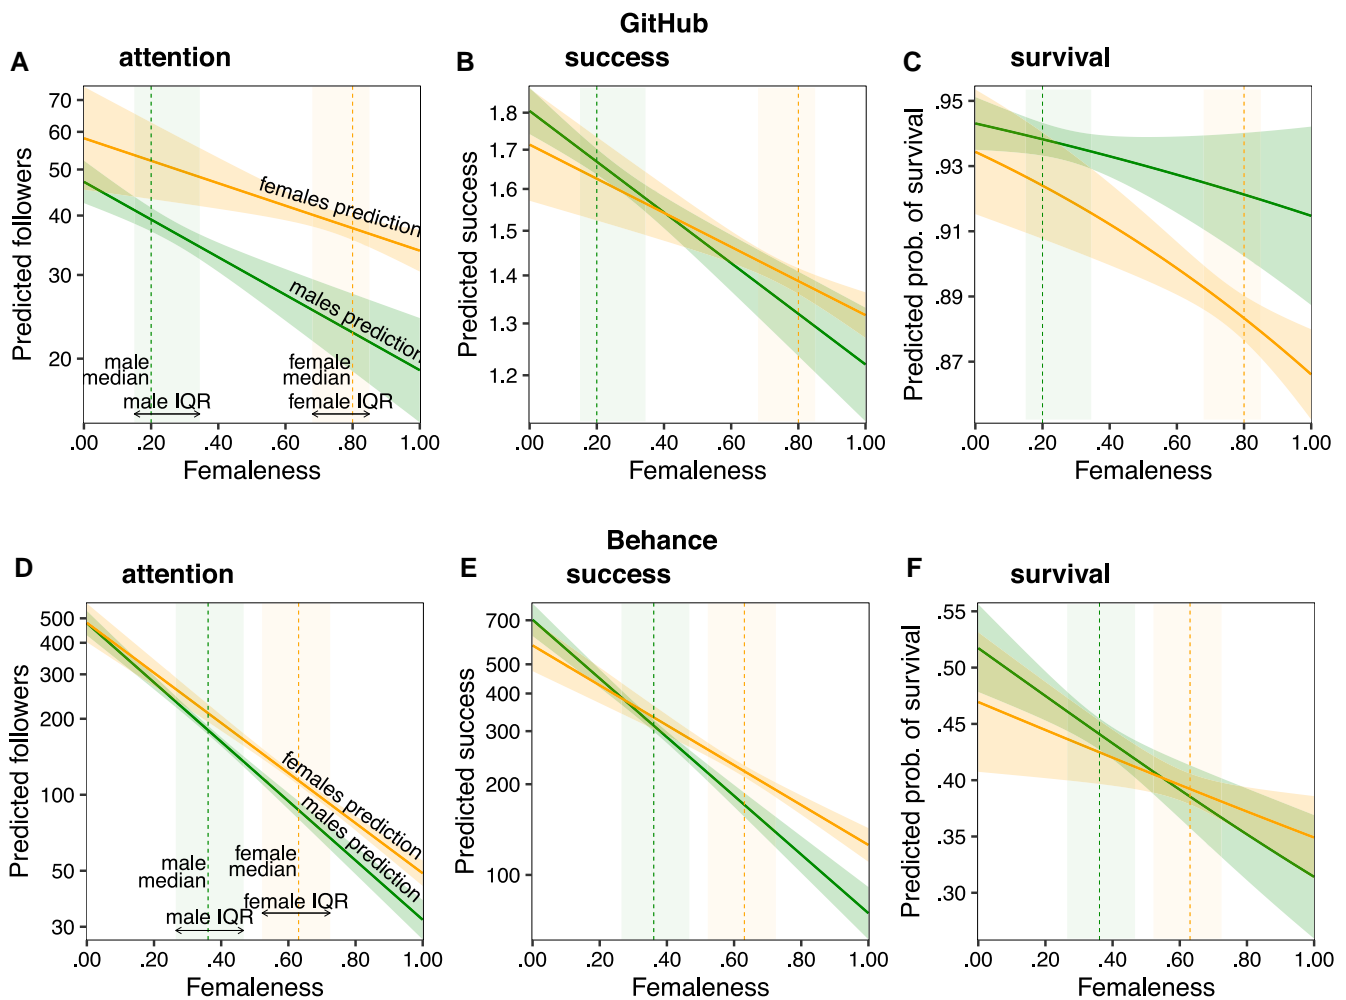 GitHub
A
attention
B
success
C
survival
Predicted followers
70
60
50
40
30
20
females prediction
males prediction
male
median
male IQR
female
median
female IQR
.00
.20
.40
.60
.80
1.00
Femaleness
Predicted success
1.8
1.7
1.6
1.5
1.4
1.3
1.2
.00
.20
.40
.60
.80
1.00
Femaleness
Predicted prob. of survival
.95
.93
.91
.89
.87
.00
.20
.40
.60
.80
1.00
Femaleness
Behance
D
attention
E
success
F
survival
Predicted followers
500
400
300
200
100
50
30
females prediction
males prediction
male
median
male IQR
female
median
female IQR
.00
.20
.40
.60
.80
1.00
Femaleness
Predicted success
700
500
400
300
200
100
.00
.20
.40
.60
.80
1.00
Femaleness
Predicted prob. of survival
.55
.50
.45
.40
.35
.30
.00
.20
.40
.60
.80
1.00
Femaleness